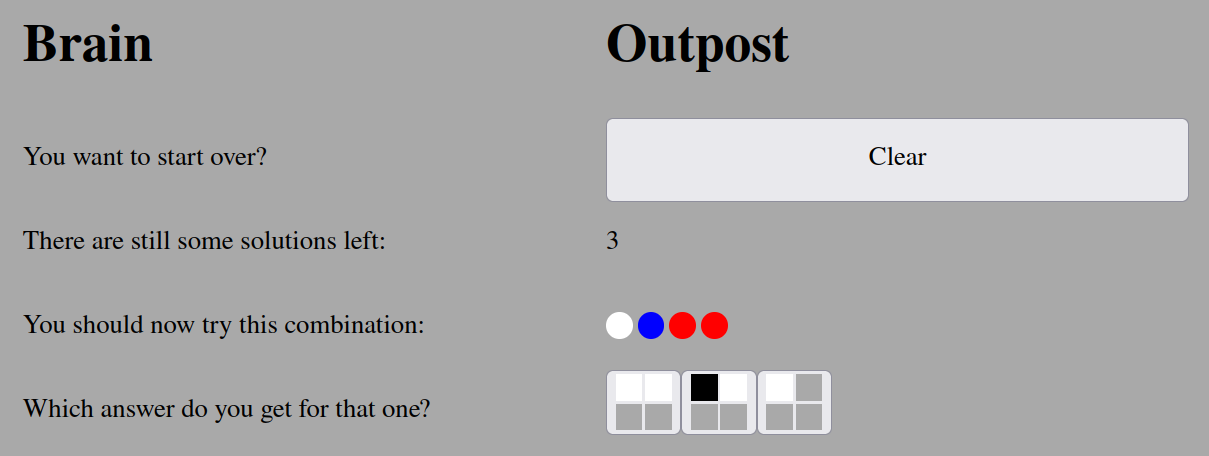 Brain Outpost
You want to start over? Clear
There are still some solutions left: 3
You should now try this combination:
Which answer do you get for that one?